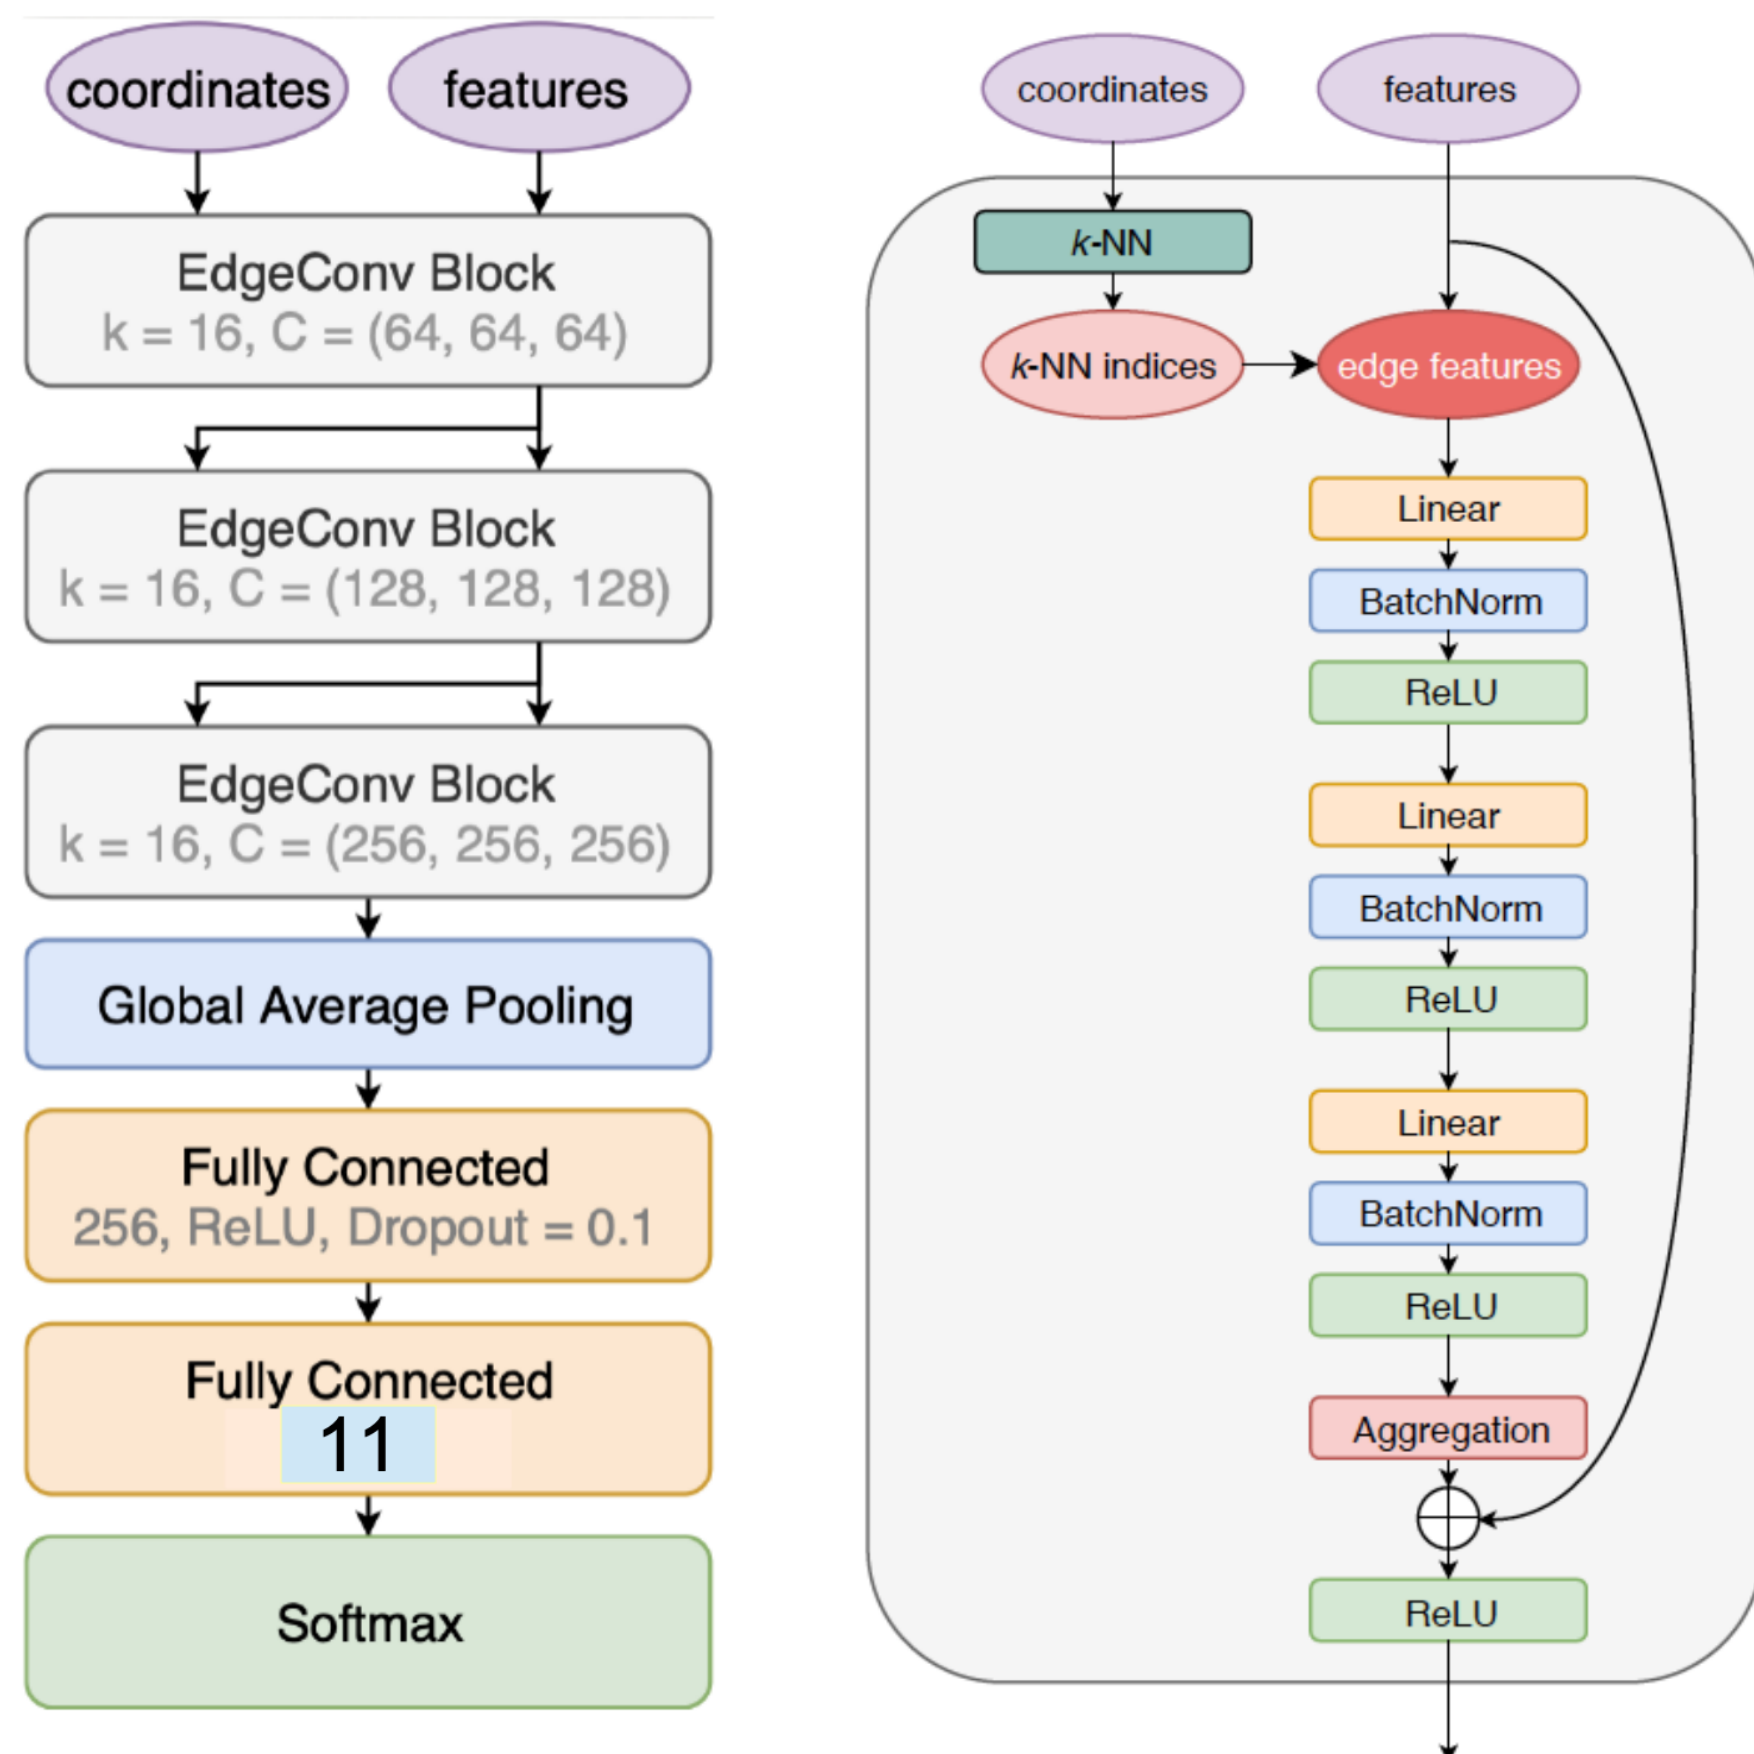 coordinates
features
EdgeConv Block
k = 16, C = (64, 64, 64)
EdgeConv Block
k = 16, C = (128, 128, 128)
EdgeConv Block
k = 16, C = (256, 256, 256)
Global Average Pooling
Fully Connected
256, ReLU, Dropout = 0.1
Fully Connected
11
Softmax
coordinates
features
k-NN
k-NN indices
edge features
Linear
BatchNorm
ReLU
Linear
BatchNorm
ReLU
Linear
BatchNorm
ReLU
Aggregation
ReLU